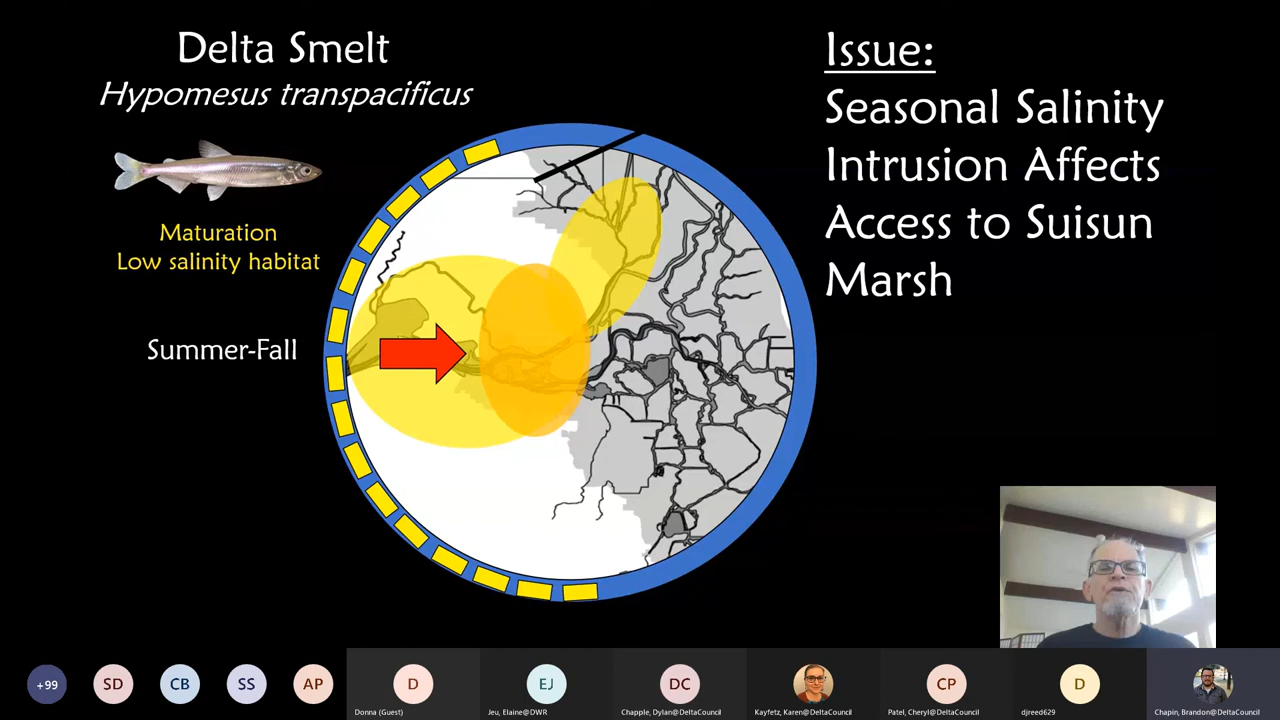 Delta Smelt
Hypomesus transpacificus
Maturation
Low salinity habitat
Summer-Fall
Issue:
Seasonal Salinity
Intrusion Affects
Access to Suisun
Marsh
+99
SD
CB
SS
AP
D
Donna (Guest)
EJ
Jeu, Elaine@DWR
DC
Chapple, Dylan@DeltaCouncil
Kayfetz, Karen@DeltaCouncil
CP
Patel, Cheryl@DeltaCouncil
D
djreed629
Chapin, Brandon@DeltaCouncil